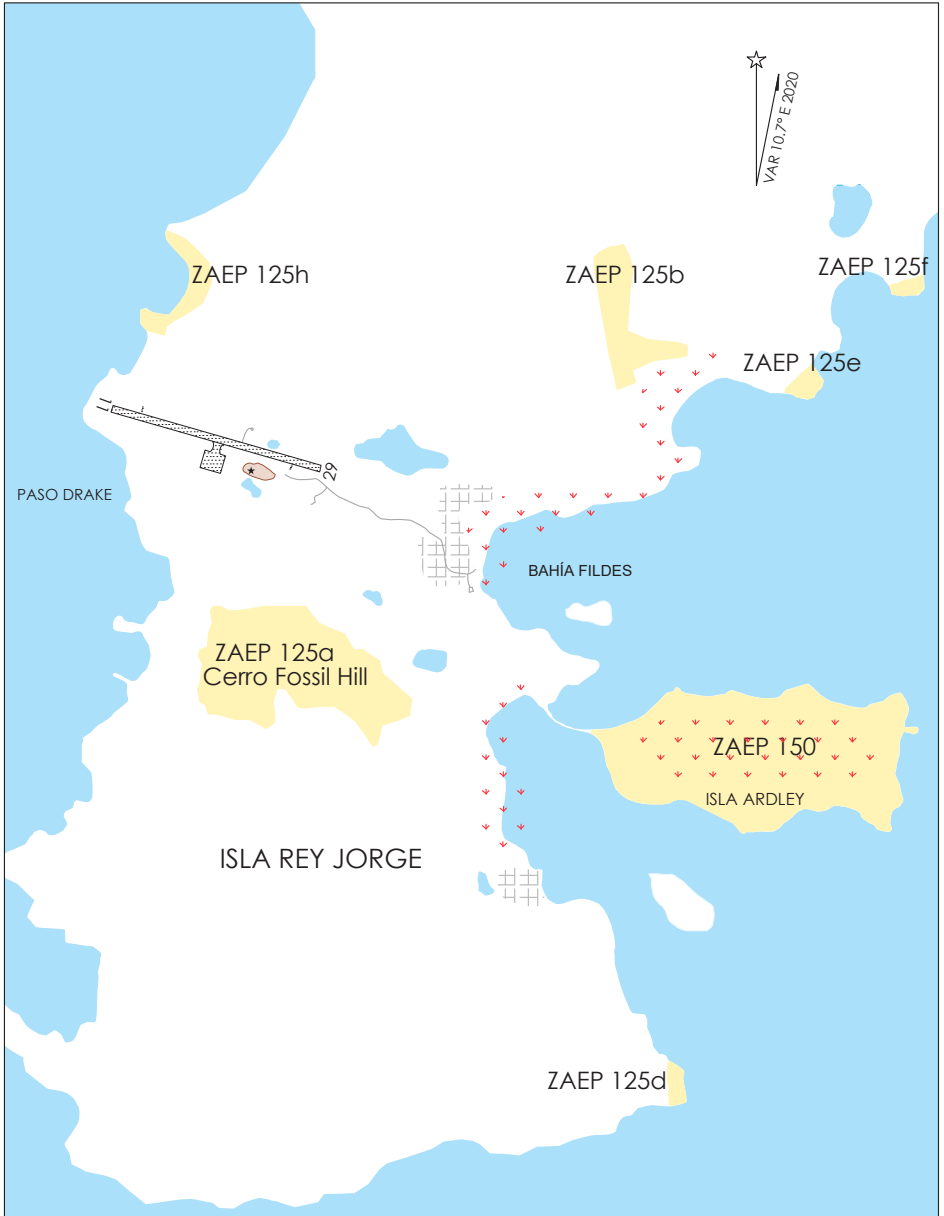 VAR 10.7° E 2020
ZAEP 125h
ZAEP 125b
ZAEP 125f
ZAEP 125e
11
29
PASO DRAKE
BAHÍA FILDES
ZAEP 125a
Cerro Fossil Hill
ZAEP 150
ISLA ARDLEY
ISLA REY JORGE
ZAEP 125d